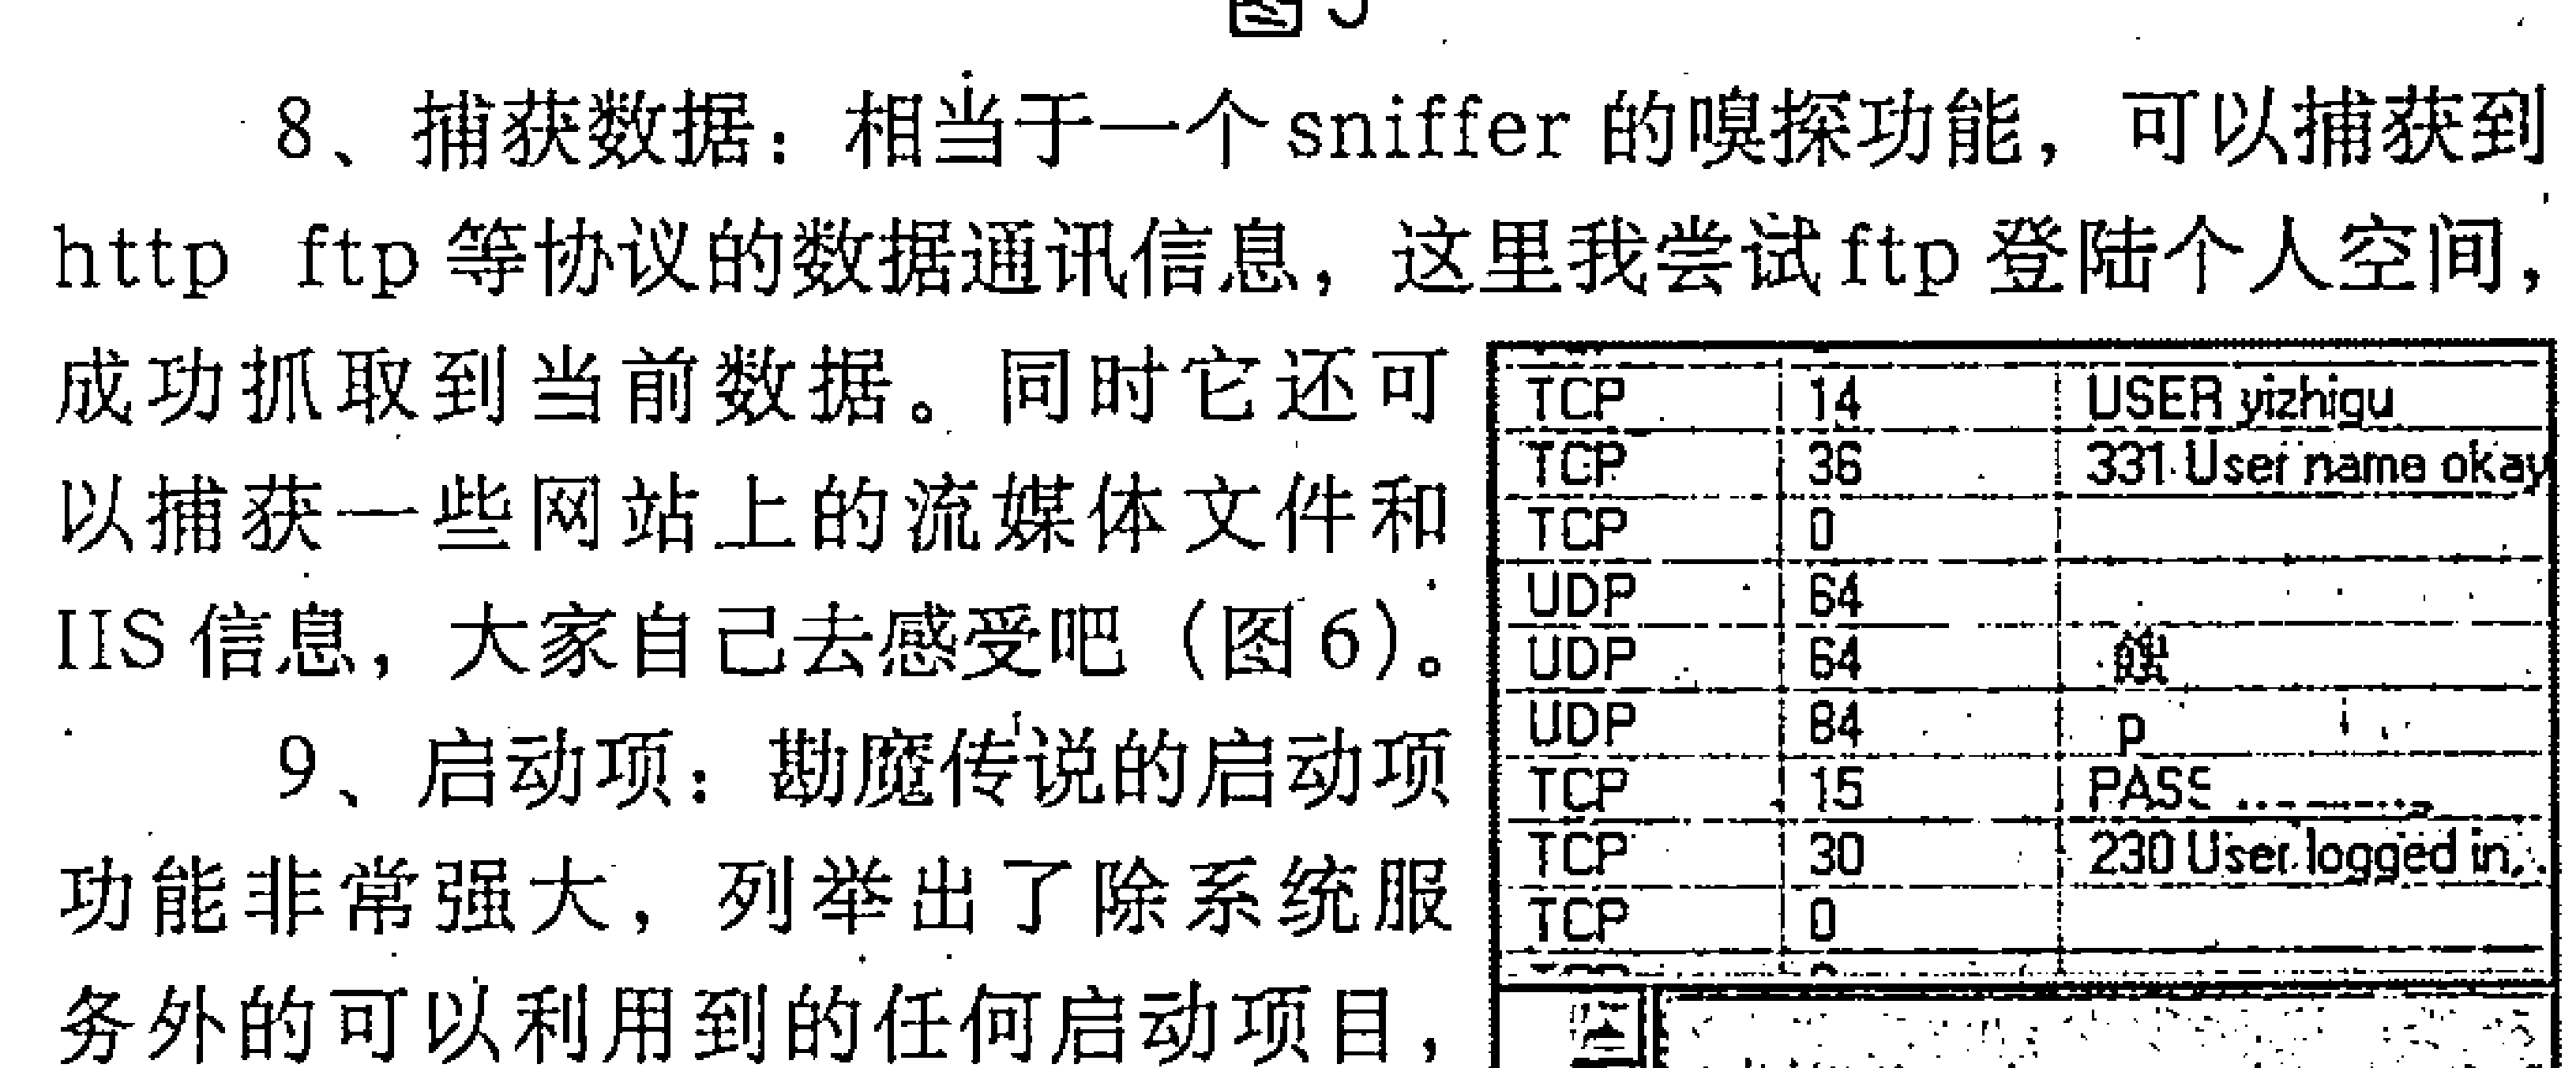 8、捕获数据：相当于一个sniffer的嗅探功能，可以捕获到
http ftp等协议的数据通讯信息，这里我尝试ftp登陆个人空间，
成功抓取到当前数据。同时它还可
以捕获一些网站上的流媒体文件和
IIS信息，大家自己去感受吧（图6）。
9、启动项：勘魔传说的启动项
功能非常强大，列举出了除系统服
务外的可以利用到的任何启动项目，
TCP 14 USER yizhigu
TCP 36 331 User name okay
TCP 0
UDP 64
UDP 64
UDP 84 p
TCP 15 PASS
TCP 30 230 User logged in,
TCP 0